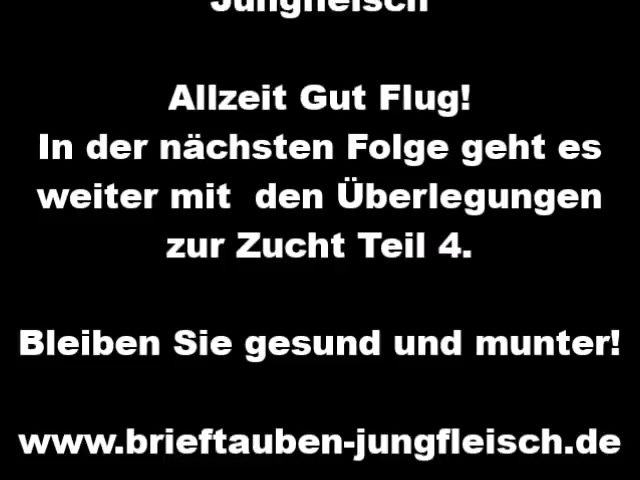 Jungfleisch
Allzeit Gut Flug!
In der nächsten Folge geht es
weiter mit  den Überlegungen
zur Zucht Teil 4.
Bleiben Sie gesund und munter!
www.brieftauben-jungfleisch.de